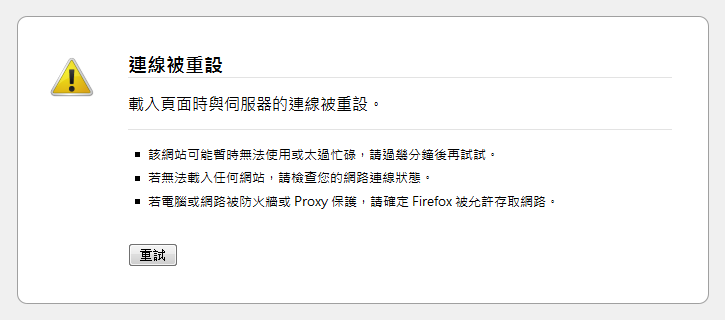 連線被重設
載入頁面時與伺服器的連線被重設。
該網站可能暫時無法使用或太過忙碌，請過幾分鐘後再試試。
若無法載入任何網站，請檢查您的網路連線狀態。
若電腦或網路被防火牆或 Proxy 保護，請確定 Firefox 被允許存取網路。
重試